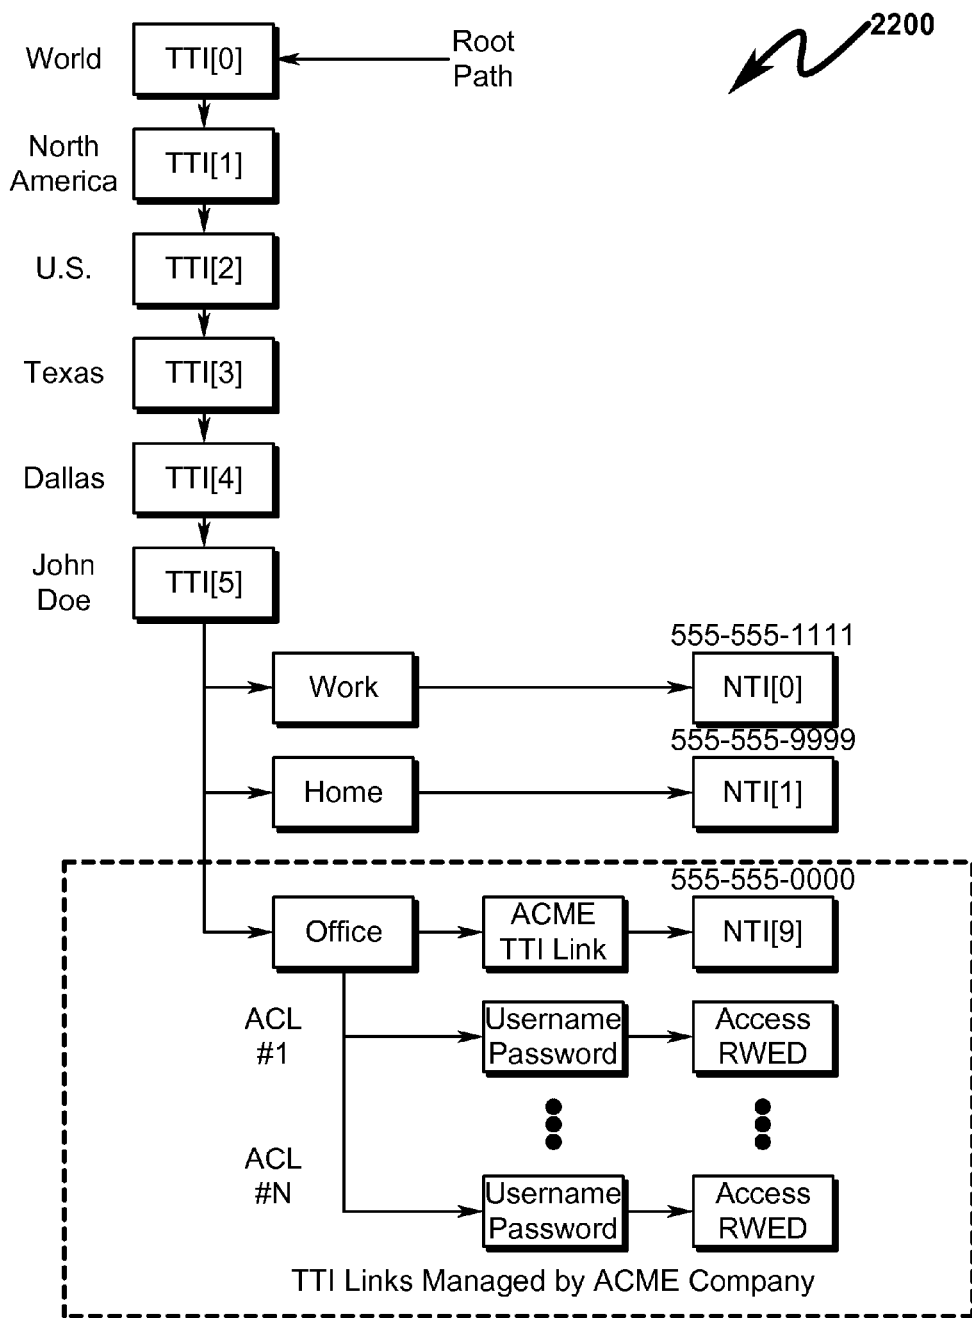 2200
World
TTI[0]
Root
Path
North
America
TTI[1]
U.S.
TTI[2]
Texas
TTI[3]
Dallas
TTI[4]
John
Doe
TTI[5]
555-555-1111
Work
NTI[0]
555-555-9999
Home
NTI[1]
555-555-0000
Office
ACME
TTI Link
NTI[9]
ACL
#1
Username
Password
Access
RWED
ACL
#N
Username
Password
Access
RWED
TTI Links Managed by ACME Company